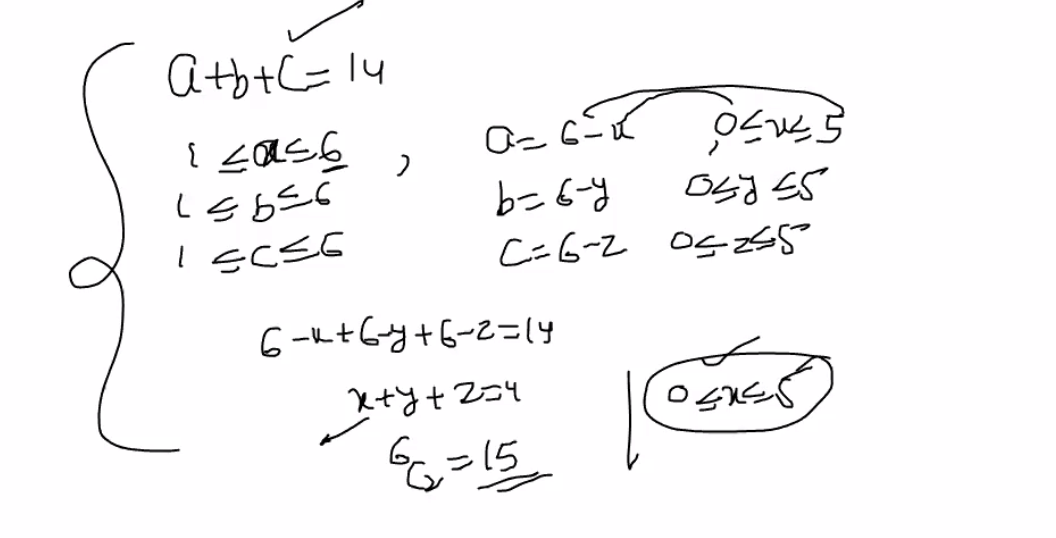 a+b+c=14
1 ≤ a ≤ 6 , a = 6-x , 0 ≤ x ≤ 5
1 ≤ b ≤ 6 b = 6-y 0 ≤ y ≤ 5
1 ≤ c ≤ 6 c = 6-z 0 ≤ z ≤ 5
6-x+6-y+6-z=14
x+y+z=4 0 ≤ x ≤ 5
⁶C₂ = 15